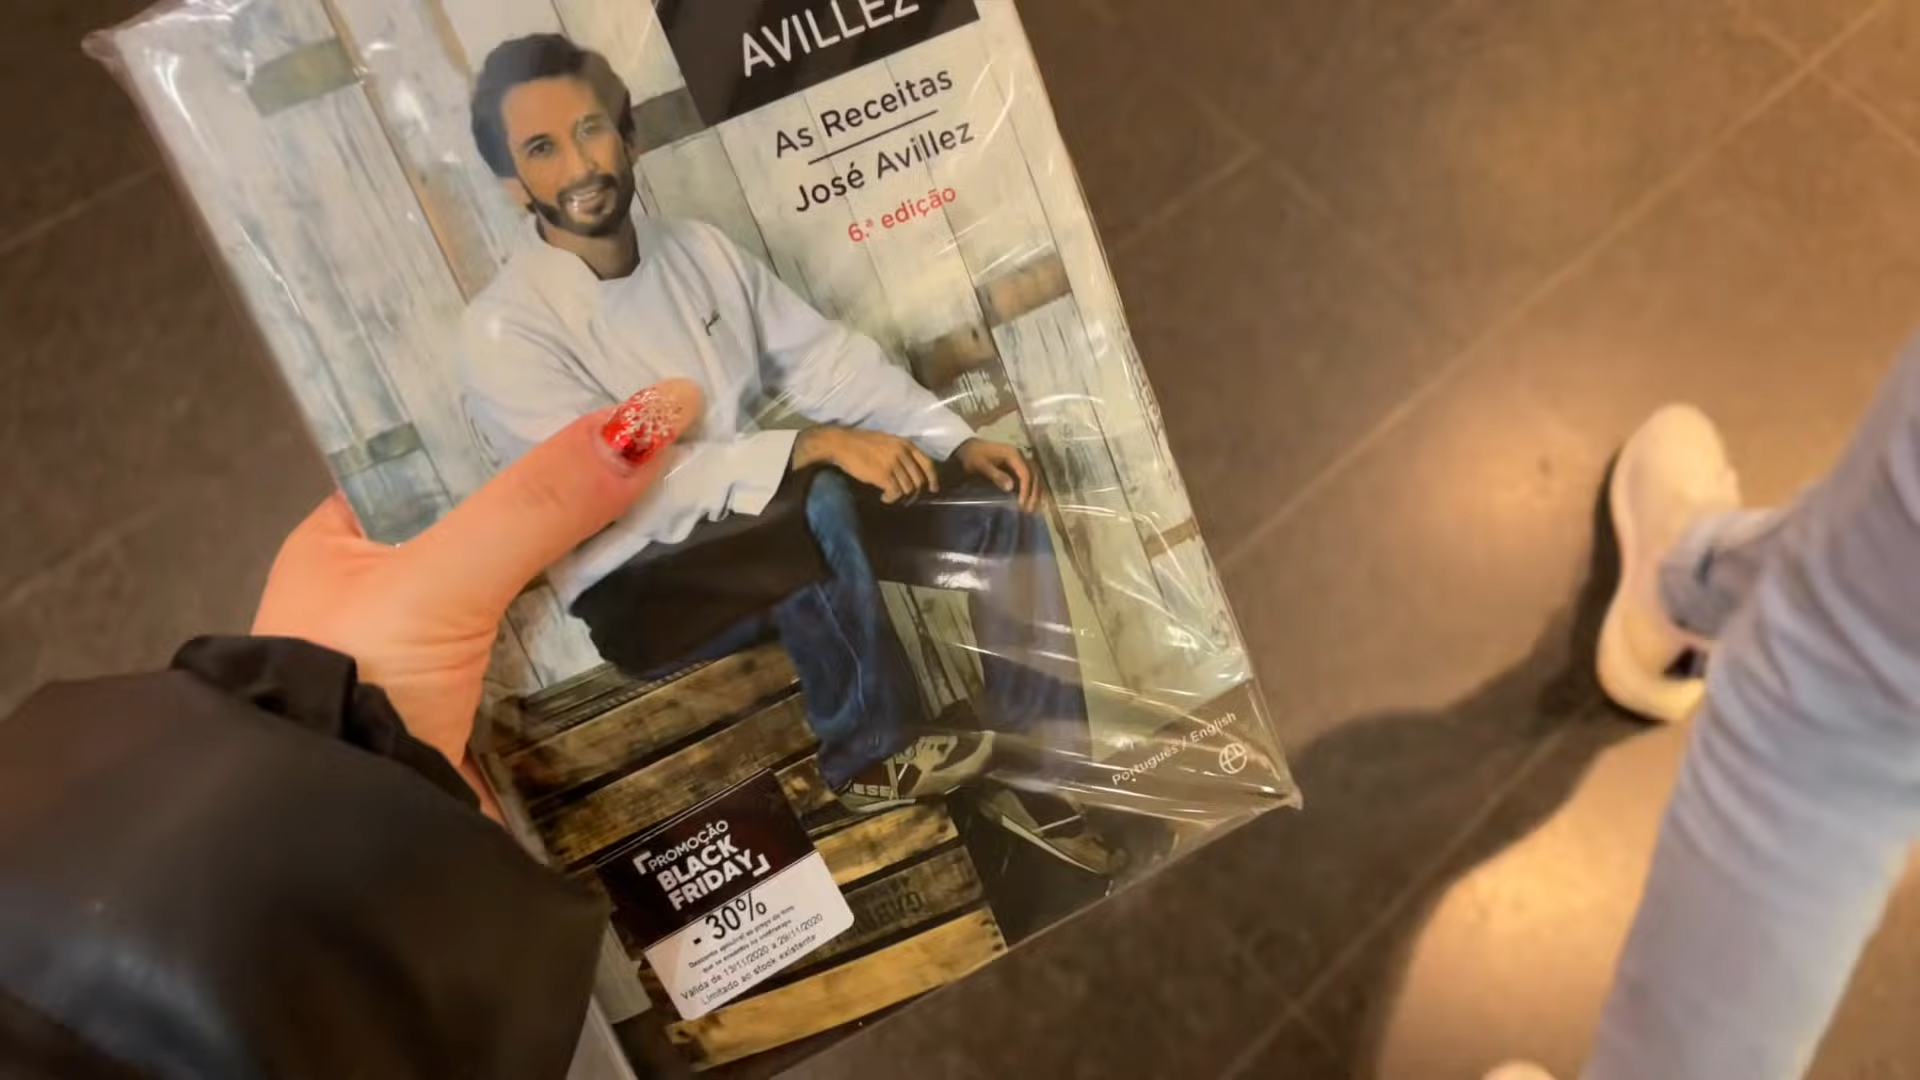 AVILLEZ
As Receitas
José Avillez
6.ª edição
Português / English
PROMOÇÃO
BLACK
FRIDAY
- 30%
Válida de 13/11/2020 a 29/11/2020
Limitado ao stock existente